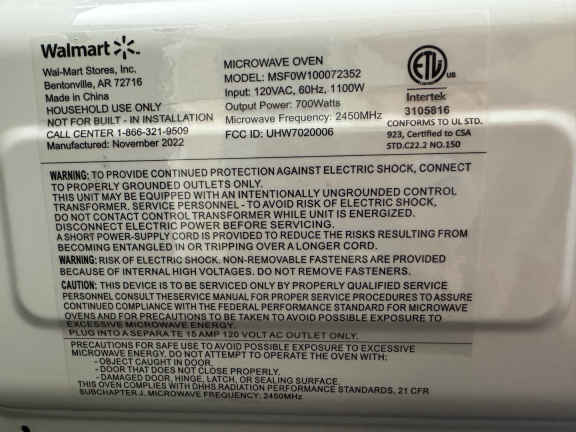 Walmart
Wal-Mart Stores, Inc.
Bentonville, AR 72716
Made in China
HOUSEHOLD USE ONLY
NOT FOR BUILT - IN INSTALLATION
CALL CENTER 1-866-321-9509
Manufactured: November 2022
MICROWAVE OVEN
MODEL: MSF0W100072352
Input: 120VAC, 60Hz, 1100W
Output Power: 700Watts
Microwave Frequency: 2450MHz
FCC ID: UHW7020006
ETL
US
Intertek
3105816
CONFORMS TO UL STD.
923, Certified to CSA
STD.C22.2 NO.150
WARNING: TO PROVIDE CONTINUED PROTECTION AGAINST ELECTRIC SHOCK, CONNECT
TO PROPERLY GROUNDED OUTLETS ONLY.
THIS UNIT MAY BE EQUIPPED WITH AN INTENTIONALLY UNGROUNDED CONTROL
TRANSFORMER. SERVICE PERSONNEL - TO AVOID RISK OF ELECTRIC SHOCK,
DO NOT CONTACT CONTROL TRANSFORMER WHILE UNIT IS ENERGIZED.
DISCONNECT ELECTRIC POWER BEFORE SERVICING.
A SHORT POWER-SUPPLY CORD IS PROVIDED TO REDUCE THE RISKS RESULTING FROM
BECOMING ENTANGLED IN OR TRIPPING OVER A LONGER CORD.
WARNING: RISK OF ELECTRIC SHOCK. NON-REMOVABLE FASTENERS ARE PROVIDED
BECAUSE OF INTERNAL HIGH VOLTAGES. DO NOT REMOVE FASTENERS.
CAUTION: THIS DEVICE IS TO BE SERVICED ONLY BY PROPERLY QUALIFIED SERVICE
PERSONNEL CONSULT THESERVICE MANUAL FOR PROPER SERVICE PROCEDURES TO ASSURE
CONTINUED COMPLIANCE WITH THE FEDERAL PERFORMANCE STANDARD FOR MICROWAVE
OVENS AND FOR PRECAUTIONS TO BE TAKEN TO AVOID POSSIBLE EXPOSURE TO
EXCESSIVE MICROWAVE ENERGY.
PLUG INTO A SEPARATE 15 AMP 120 VOLT AC OUTLET ONLY.
PRECAUTIONS FOR SAFE USE TO AVOID POSSIBLE EXPOSURE TO EXCESSIVE
MICROWAVE ENERGY. DO NOT ATTEMPT TO OPERATE THE OVEN WITH:
- OBJECT CAUGHT IN DOOR.
- DOOR THAT DOES NOT CLOSE PROPERLY.
- DAMAGED DOOR, HINGE, LATCH, OR SEALING SURFACE.
THIS OVEN COMPLIES WITH DHHS RADIATION PERFORMANCE STANDARDS, 21 CFR
SUBCHAPTER J. MICROWAVE FREQUENCY: 2450MHz